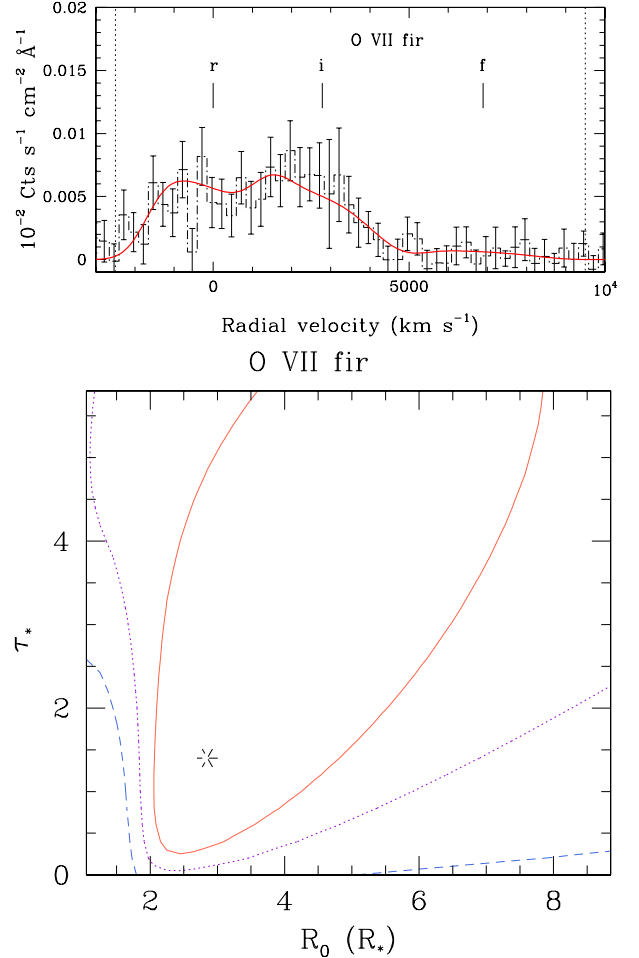 0.02
O VII fir
0.015
r i f
0.01
0.005
0
10⁻² Cts s⁻¹ cm⁻² Å⁻¹
0 5000 10⁴
Radial velocity (km s⁻¹)
O VII fir
4
2
0
τ*
2 4 6 8
R₀ (R*)